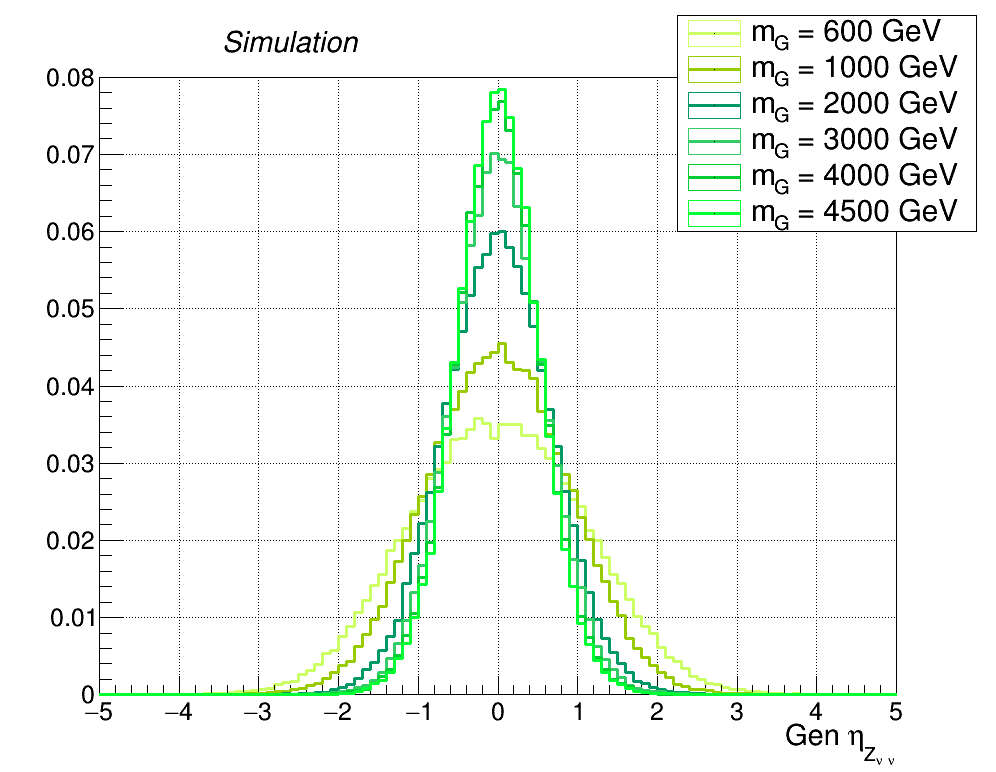 Simulation
m_G = 600 GeV
m_G = 1000 GeV
m_G = 2000 GeV
m_G = 3000 GeV
m_G = 4000 GeV
m_G = 4500 GeV
0.08
0.07
0.06
0.05
0.04
0.03
0.02
0.01
0
−5 −4 −3 −2 −1 0 1 2 3 4 5
Gen η_Z_ν ν